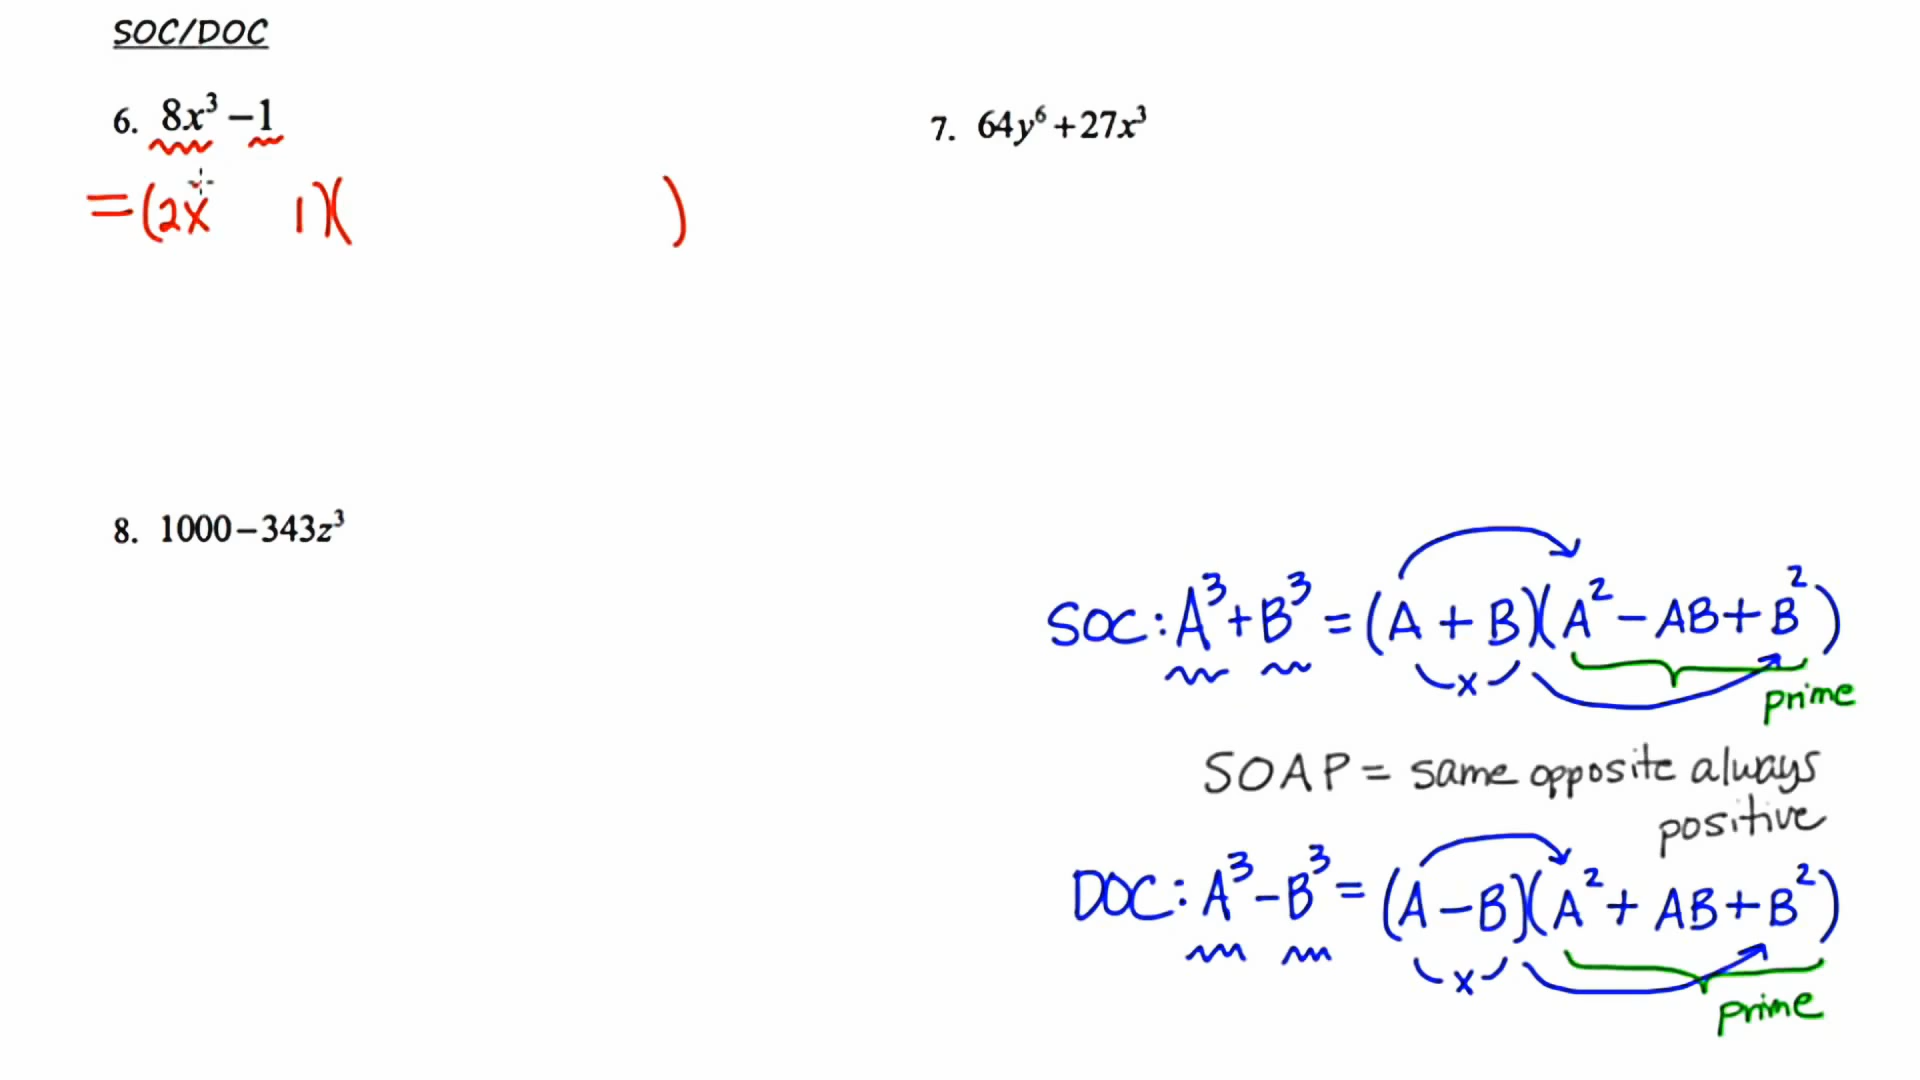 SOC/DOC
6. 8x³ – 1
= (2x 1)( )
7. 64y⁶ + 27x³
8. 1000 – 343z³
SOC: A³ + B³ = (A + B)(A² – AB + B²)
x
prime
SOAP = same opposite always
positive
DOC: A³ – B³ = (A – B)(A² + AB + B²)
x
prime